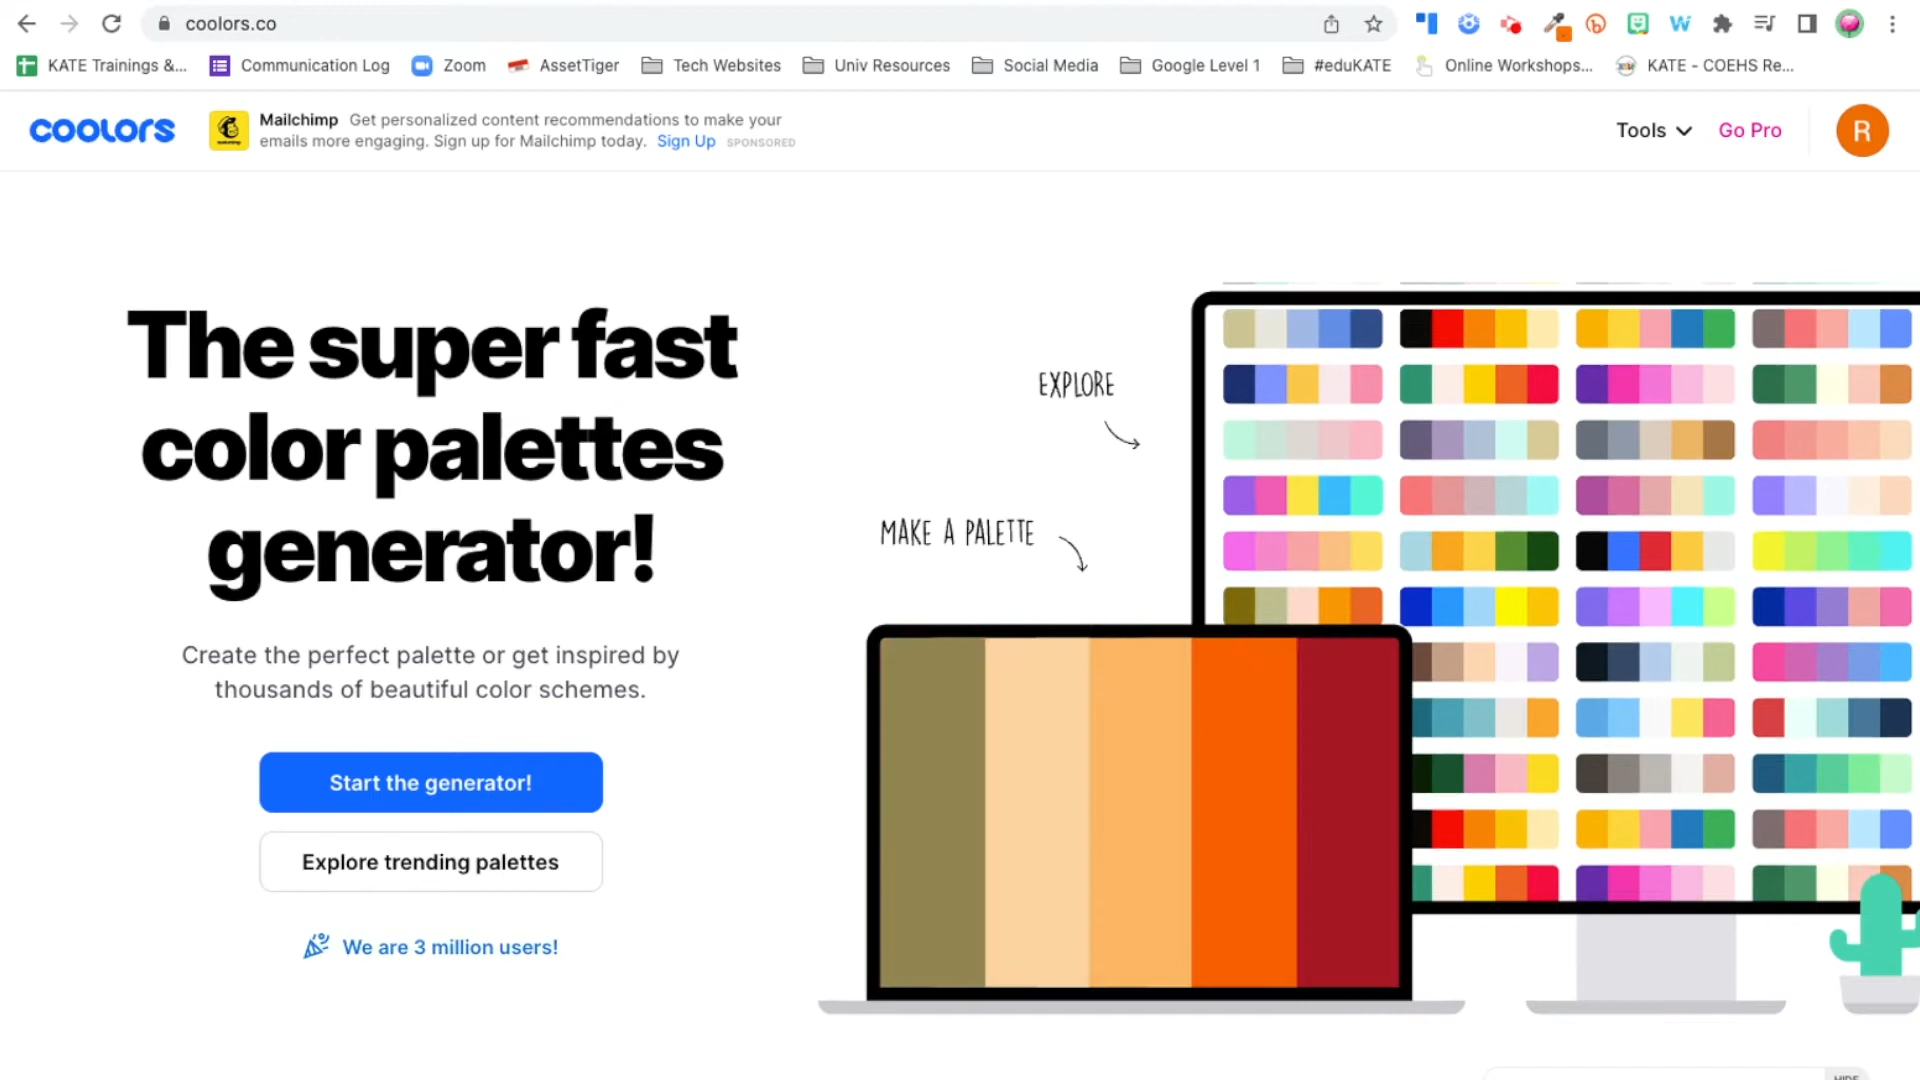 coolors.co
KATE Trainings &...
Communication Log
Zoom
AssetTiger
Tech Websites
Univ Resources
Social Media
Google Level 1
#eduKATE
Online Workshops...
KATE - COEHS Re...
coolors
Mailchimp Get personalized content recommendations to make your
emails more engaging. Sign up for Mailchimp today. Sign Up SPONSORED
Tools
Go Pro
R
The super fast
color palettes
generator!
Create the perfect palette or get inspired by
thousands of beautiful color schemes.
Start the generator!
Explore trending palettes
We are 3 million users!
EXPLORE
MAKE A PALETTE
HIDE